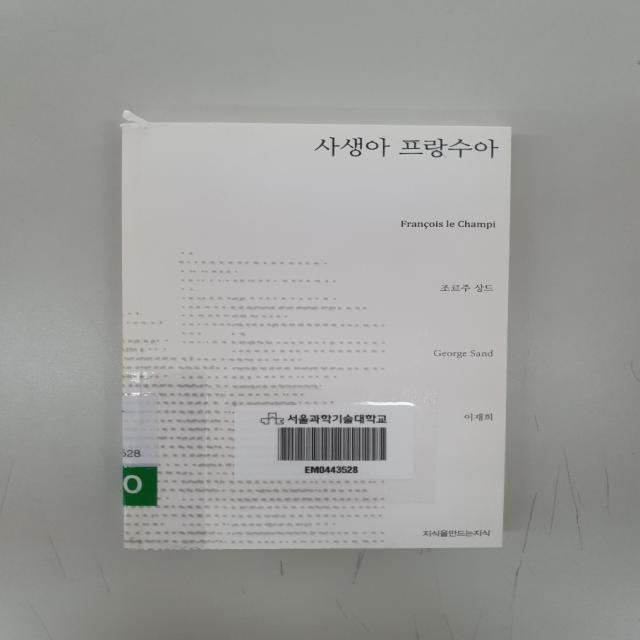 사생아 프랑수아
François le Champi
조르주 상드
George Sand
이재희
서울과학기술대학교
EM0443528
528
O
지식을만드는지식